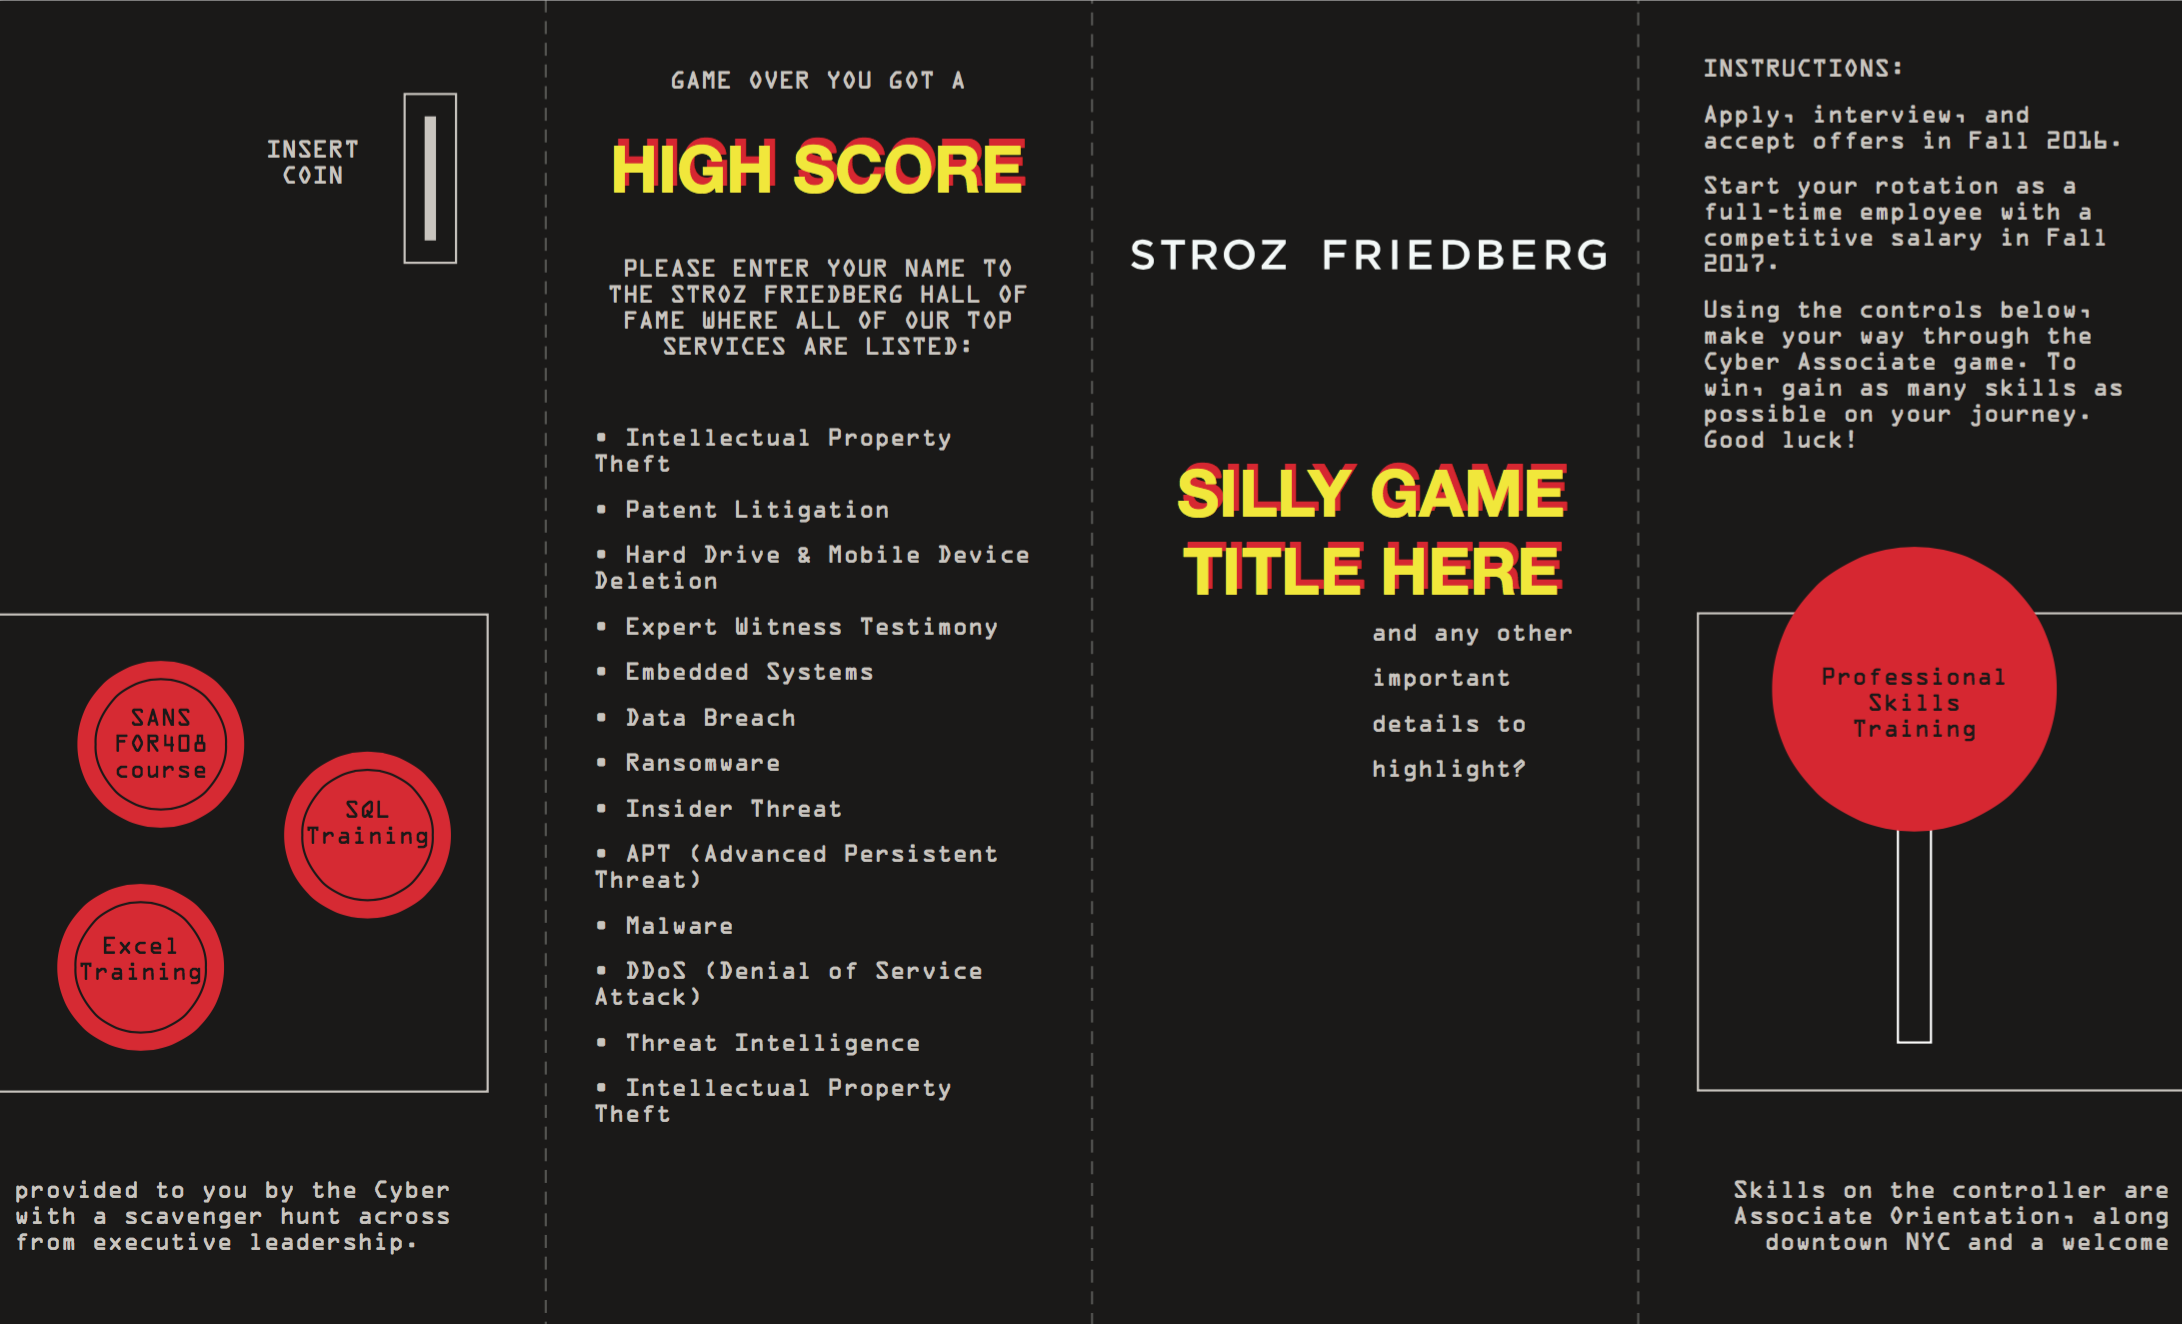 INSERT
COIN
SANS
FOR408
course
SQL
Training
Excel
Training
provided to you by the Cyber
with a scavenger hunt across
from executive leadership.
GAME OVER YOU GOT A
HIGH SCORE
PLEASE ENTER YOUR NAME TO
THE STROZ FRIEDBERG HALL OF
FAME WHERE ALL OF OUR TOP
SERVICES ARE LISTED:
▪ Intellectual Property
Theft
▪ Patent Litigation
▪ Hard Drive & Mobile Device
Deletion
▪ Expert Witness Testimony
▪ Embedded Systems
▪ Data Breach
▪ Ransomware
▪ Insider Threat
▪ APT (Advanced Persistent
Threat)
▪ Malware
▪ DDoS (Denial of Service
Attack)
▪ Threat Intelligence
▪ Intellectual Property
Theft
STROZ FRIEDBERG
SILLY GAME
TITLE HERE
and any other
important
details to
highlight?
INSTRUCTIONS:
Apply, interview, and
accept offers in Fall 2016.
Start your rotation as a
full-time employee with a
competitive salary in Fall
2017.
Using the controls below,
make your way through the
Cyber Associate game. To
win, gain as many skills as
possible on your journey.
Good luck!
Professional
Skills
Training
Skills on the controller are
Associate Orientation, along
downtown NYC and a welcome